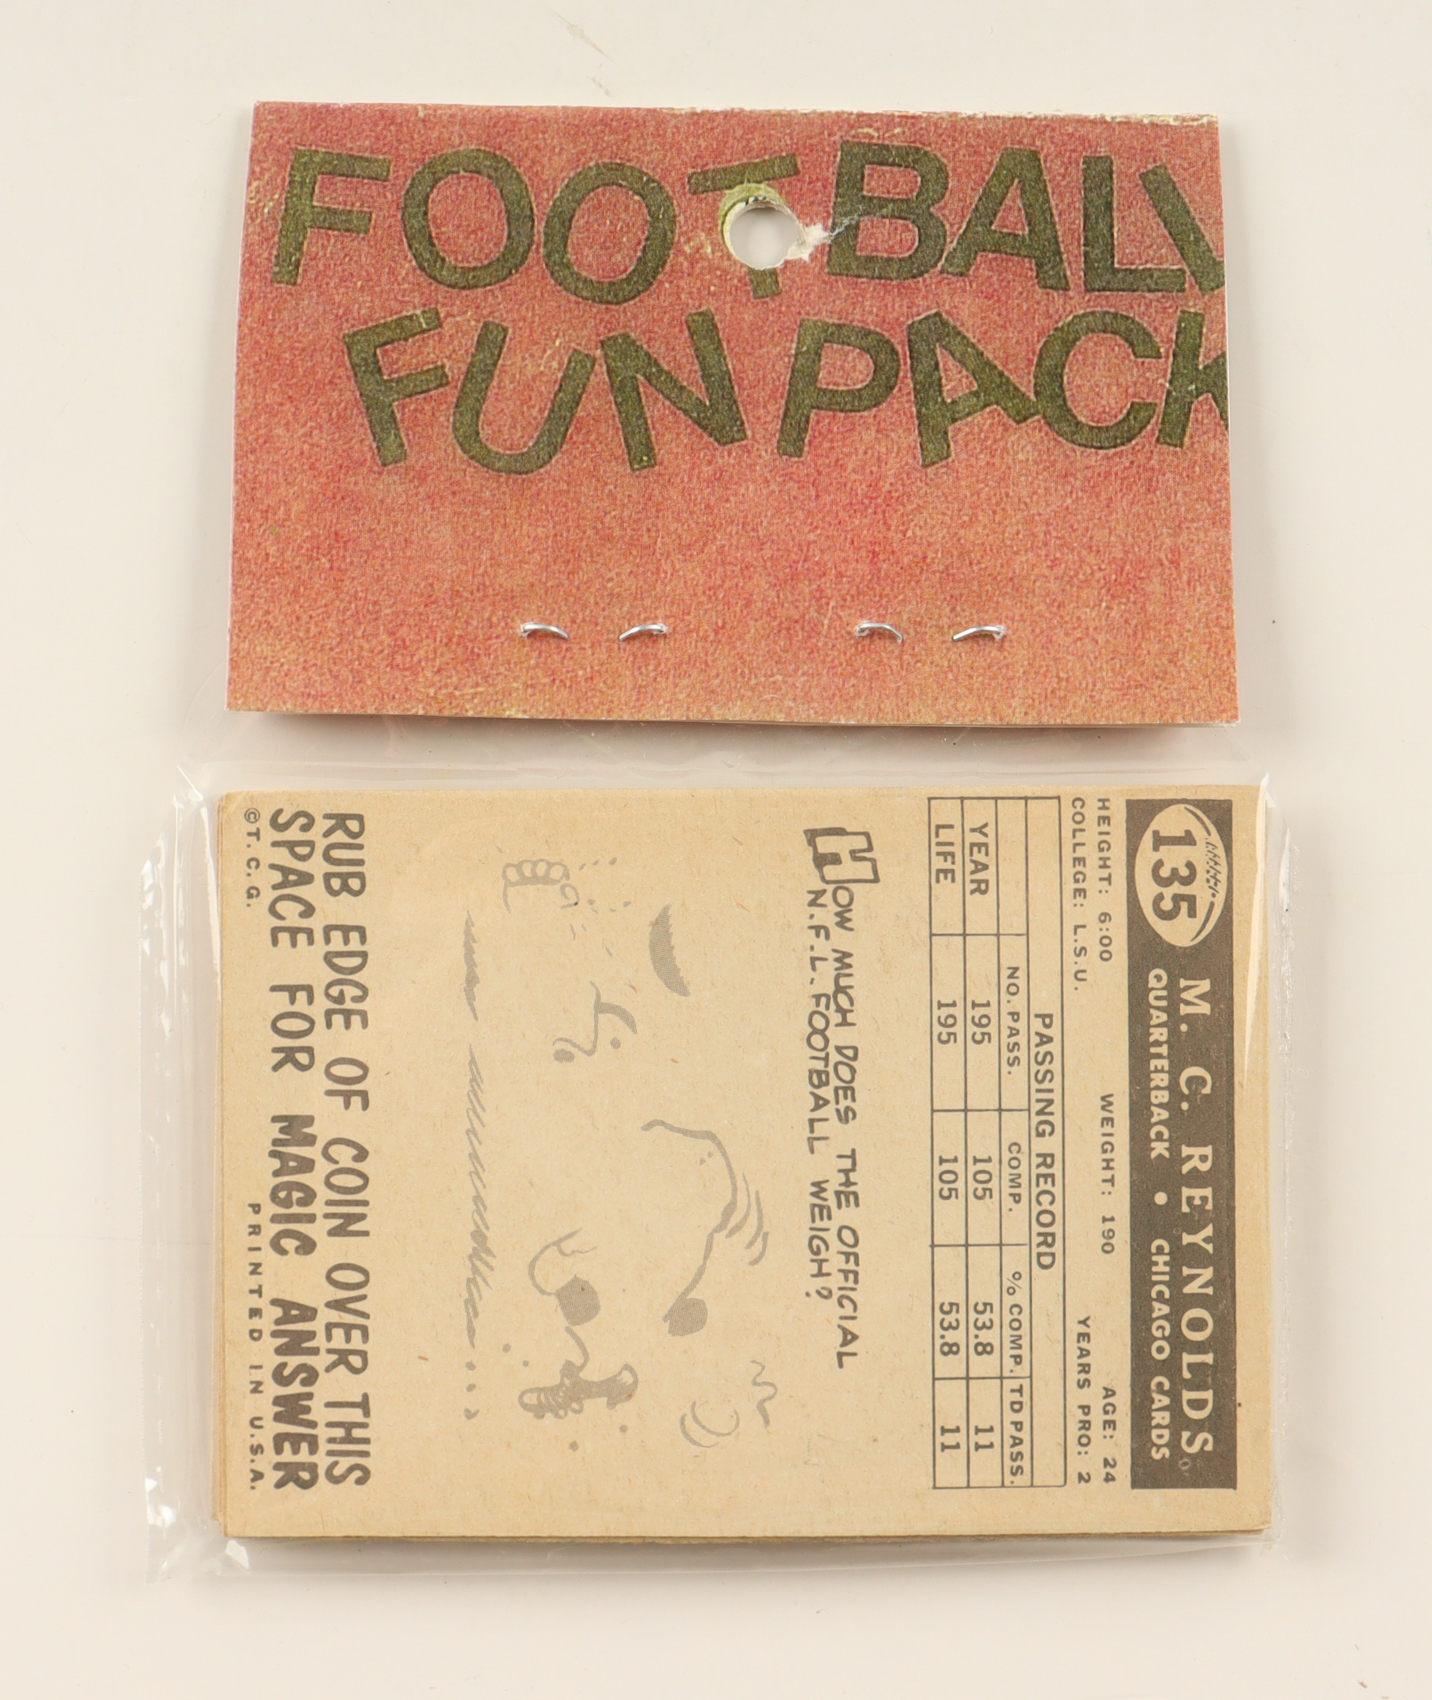 FOOTBALL
FUN PACK
135
M. C. REYNOLDS
QUARTERBACK • CHICAGO CARDS
HEIGHT: 6:00 WEIGHT: 190 AGE: 24
COLLEGE: L.S.U. YEARS PRO: 2
PASSING RECORD
NO. PASS. COMP. % COMP. TD PASS.
YEAR 195 105 53.8 11
LIFE 195 105 53.8 11
HOW MUCH DOES THE OFFICIAL
N.F.L. FOOTBALL WEIGH?
RUB EDGE OF COIN OVER THIS
SPACE FOR MAGIC ANSWER
©T. C. G. PRINTED IN U.S.A.